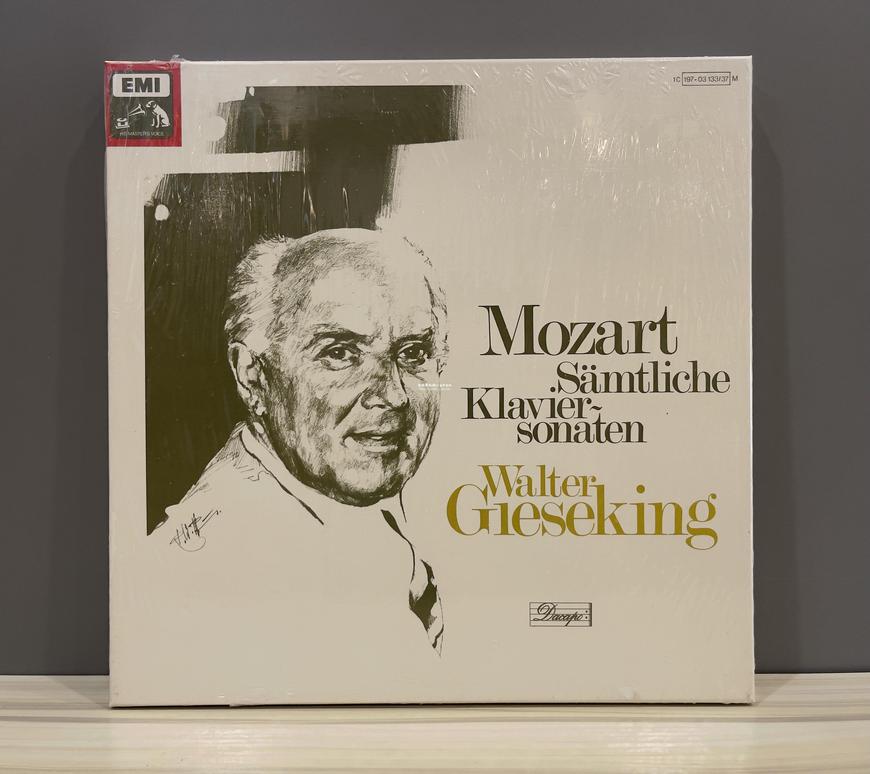 EMI
HIS MASTER'S VOICE
1C 197-03 133/37 M
Mozart
Sämtliche
Klavier-
sonaten
Walter
Gieseking
Dacapo